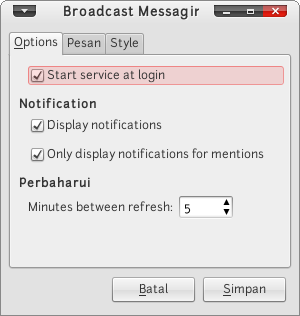 Broadcast Messagir
Options Pesan Style
Start service at login
Notification
Display notifications
Only display notifications for mentions
Perbaharui
Minutes between refresh: 5
Batal Simpan